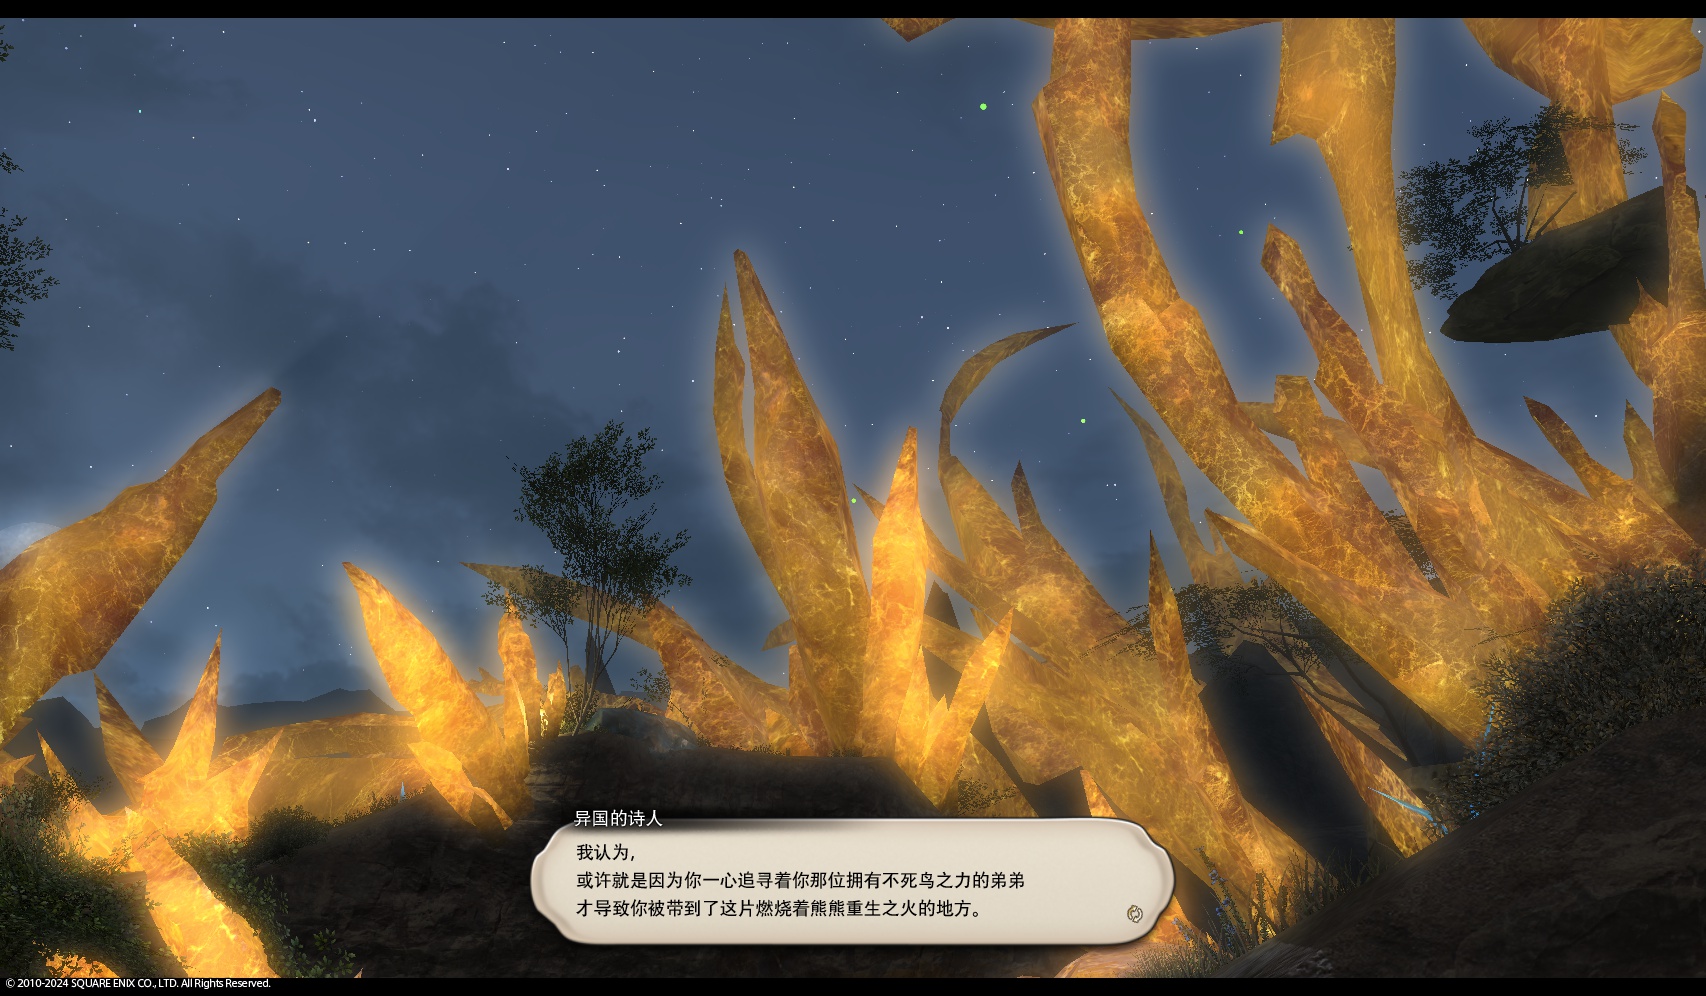 异国的诗人
我认为，
或许就是因为你一心追寻着你那位拥有不死鸟之力的弟弟
才导致你被带到了这片燃烧着熊熊重生之火的地方。
© 2010-2024 SQUARE ENIX CO., LTD. All Rights Reserved.